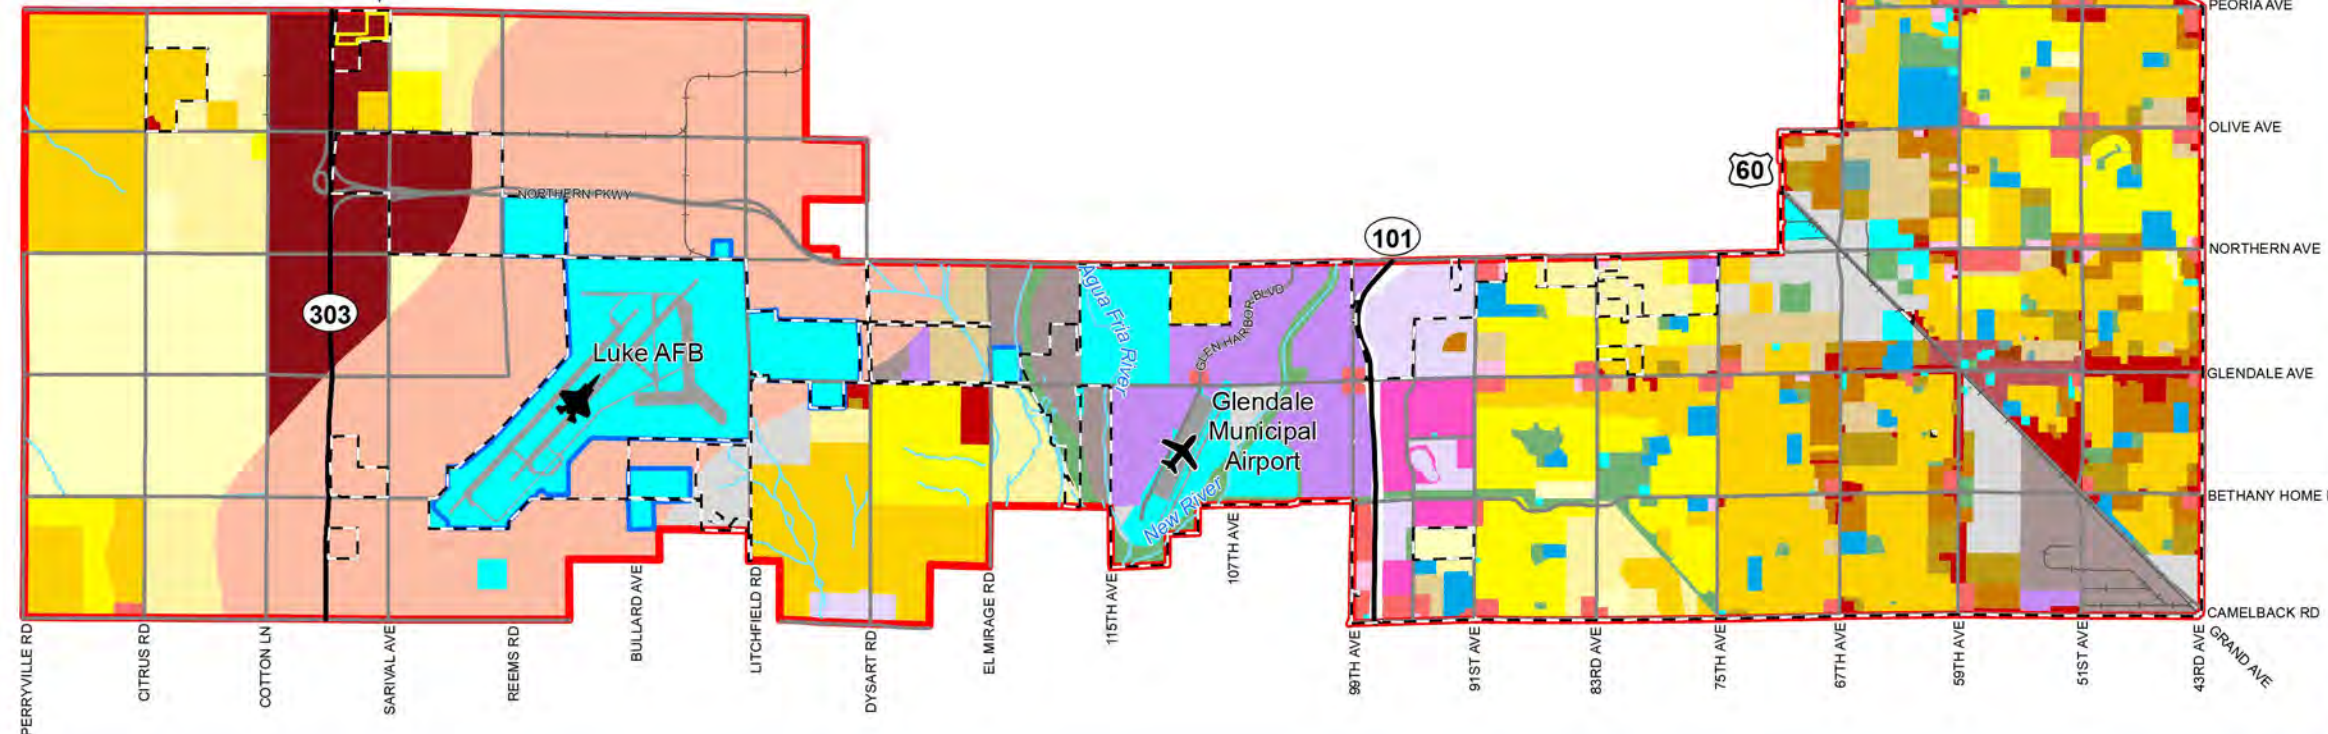 PEORIA AVE
OLIVE AVE
60
NORTHERN PKWY
101
NORTHERN AVE
303
Luke AFB
Agua Fria River
GLEN HARBOR BLVD
GLENDALE AVE
Glendale
Municipal
Airport
New River
BETHANY HOME
107TH AVE
CAMELBACK RD
PERRYVILLE RD
CITRUS RD
COTTON LN
SARIVAL AVE
REEMS RD
BULLARD AVE
LITCHFIELD RD
DYSART RD
EL MIRAGE RD
115TH AVE
99TH AVE
91ST AVE
83RD AVE
75TH AVE
67TH AVE
59TH AVE
51ST AVE
43RD AVE
GRAND AVE